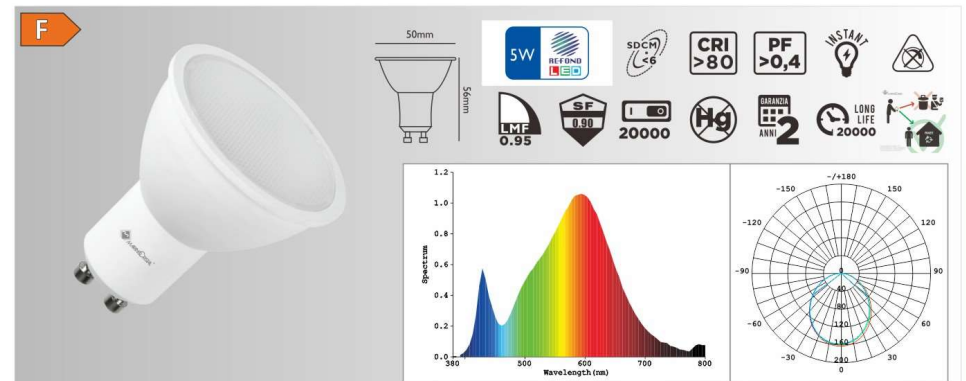 F
50mm
56mm
5W
RE-FOND
LED
SDCM
<6
CRI
>80
PF
>0,4
INSTANT
LMF
0.95
SF
0.90
20000
Hg
GARANZIA
ANNI 2
LONG
LIFE
20000
1.2
1.0
0.8
0.6
0.4
0.2
0.0
Spectrum
380
500
600
700
800
Wavelength(nm)
-/+180
-150
150
-120
120
-90
90
-60
60
-30
30
0
0
40
80
120
160
200